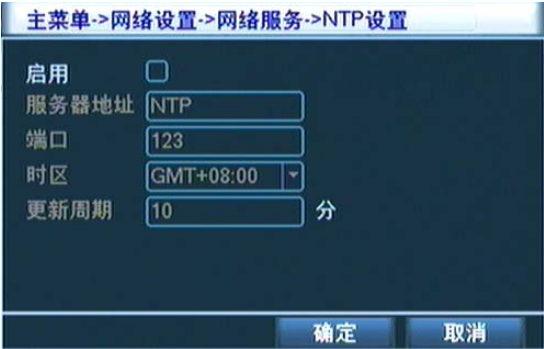 主菜单->网络设置->网络服务->NTP设置
启用
服务器地址 NTP
端口 123
时区 GMT+08:00
更新周期 10 分
确定 取消